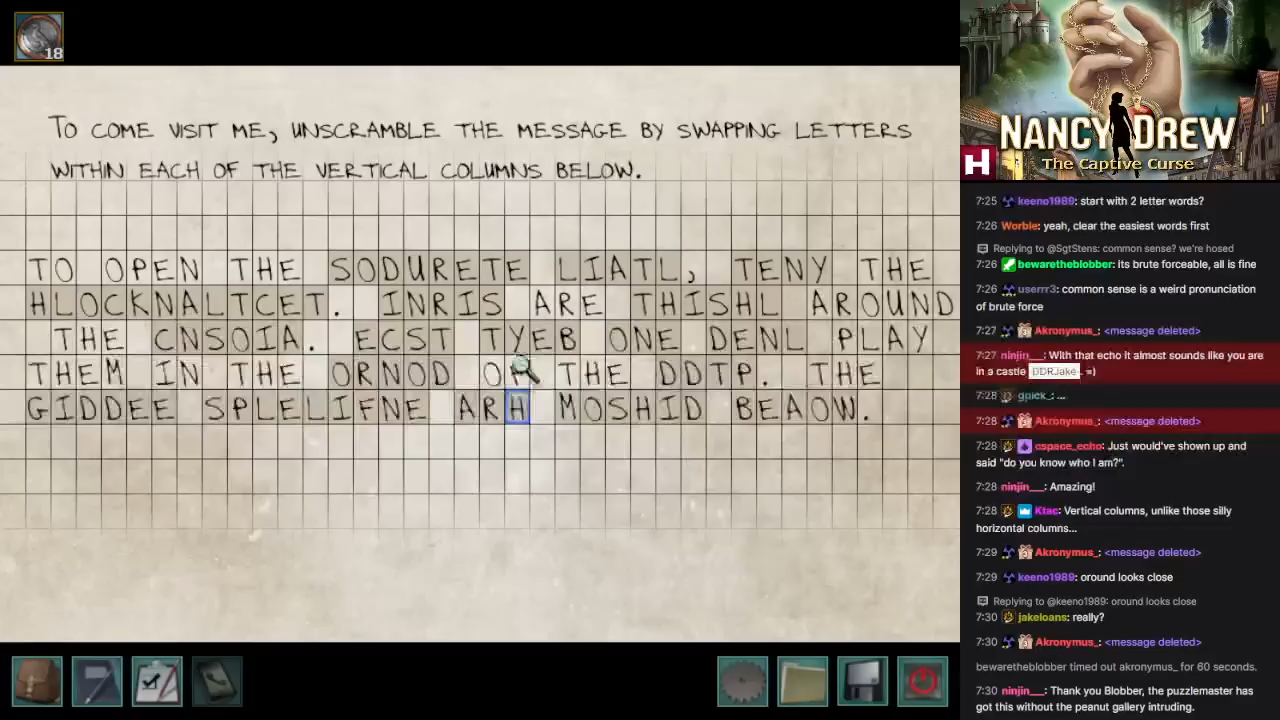 18
TO COME VISIT ME, UNSCRAMBLE THE MESSAGE BY SWAPPING LETTERS
WITHIN EACH OF THE VERTICAL COLUMNS BELOW.
TO OPEN THE SODURETE LIATL, TENY THE
HLOCKNALTCET. INRIS ARE THISHL AROUND
THE CNSOIA. ECST TYEB ONE DENL PLAY
THEM IN THE ORNOD THE DDTP. THE
GIDDEE SPLELIFNE ARH MOSHID BEAOW.
NANCY DREW
The Captive Curse
H
7:25 keeno1989: start with 2 letter words?
7:26 Worble: yeah, clear the easiest words first
Replying to @SgtStens: common sense? we're hosed
7:26 bewaretheblobber: its brute forceable, all is fine
7:26 userrr3: common sense is a weird pronunciation
of brute force
7:27 Akronymus_: <message deleted>
7:27 ninjin__: With that echo it almost sounds like you are
in a castle DDRJake =)
7:28 gpick_: ...
7:28 Akronymus_: <message deleted>
7:28 espace_echo: Just would've shown up and
said "do you know who I am?".
7:28 ninjin__: Amazing!
7:28 Ktac: Vertical columns, unlike those silly
horizontal columns...
7:29 Akronymus_: <message deleted>
7:29 keeno1989: oround looks close
Replying to @keeno1989: oround looks close
7:30 jakeloans: really?
7:30 Akronymus_: <message deleted>
bewaretheblobber timed out akronymus_ for 60 seconds.
7:30 ninjin__: Thank you Blobber, the puzzlemaster has
got this without the peanut gallery intruding.